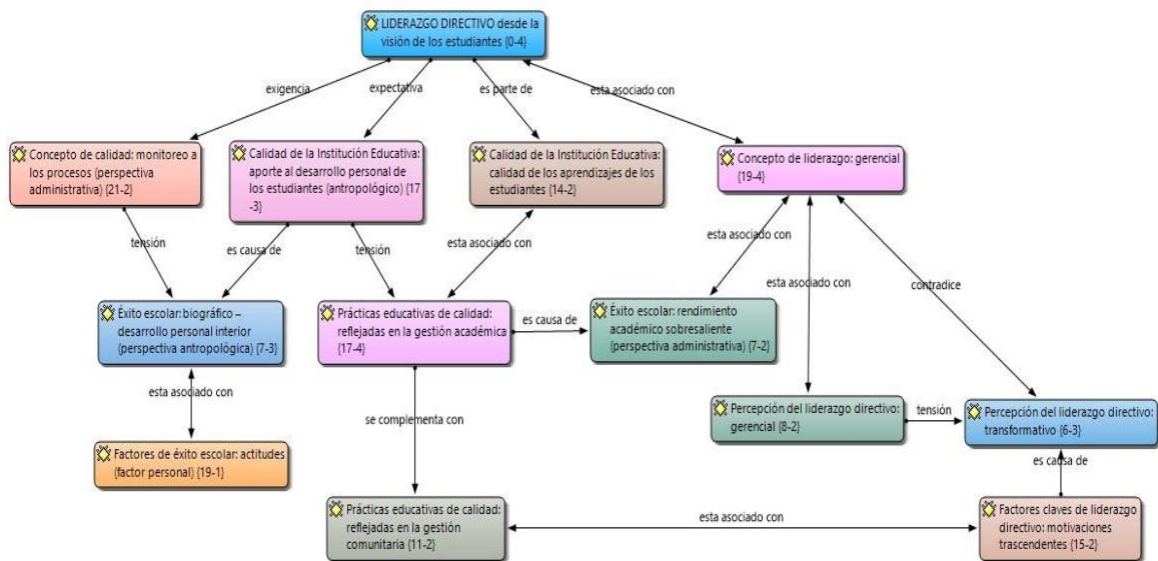 LIDERAZGO DIRECTIVO desde la
visión de los estudiantes {0-4}
exigencia
expectativa
es parte de
esta asociado con
Concepto de calidad: monitoreo a
los procesos (perspectiva
administrativa) {21-2}
Calidad de la Institución Educativa:
aporte al desarrollo personal de
los estudiantes (antropológico) {17
-3}
Calidad de la Institución Educativa:
calidad de los aprendizajes de los
estudiantes {14-2}
Concepto de liderazgo: gerencial
{19-4}
tensión
es causa de
tensión
esta asociado con
esta asociado con
esta asociado con
contradice
Éxito escolar: biográfico –
desarrollo personal interior
(perspectiva antropológica) {7-3}
Prácticas educativas de calidad:
reflejadas en la gestión académica
{17-4}
es causa de
Éxito escolar: rendimiento
académico sobresaliente
(perspectiva administrativa) {7-2}
esta asociado con
se complementa con
Percepción del liderazgo directivo:
gerencial {8-2}
tensión
Percepción del liderazgo directivo:
transformativo {6-3}
Factores de éxito escolar: actitudes
(factor personal) {19-1}
es causa de
Prácticas educativas de calidad:
reflejadas en la gestión
comunitaria {11-2}
esta asociado con
Factores claves de liderazgo
directivo: motivaciones
trascendentes {15-2}